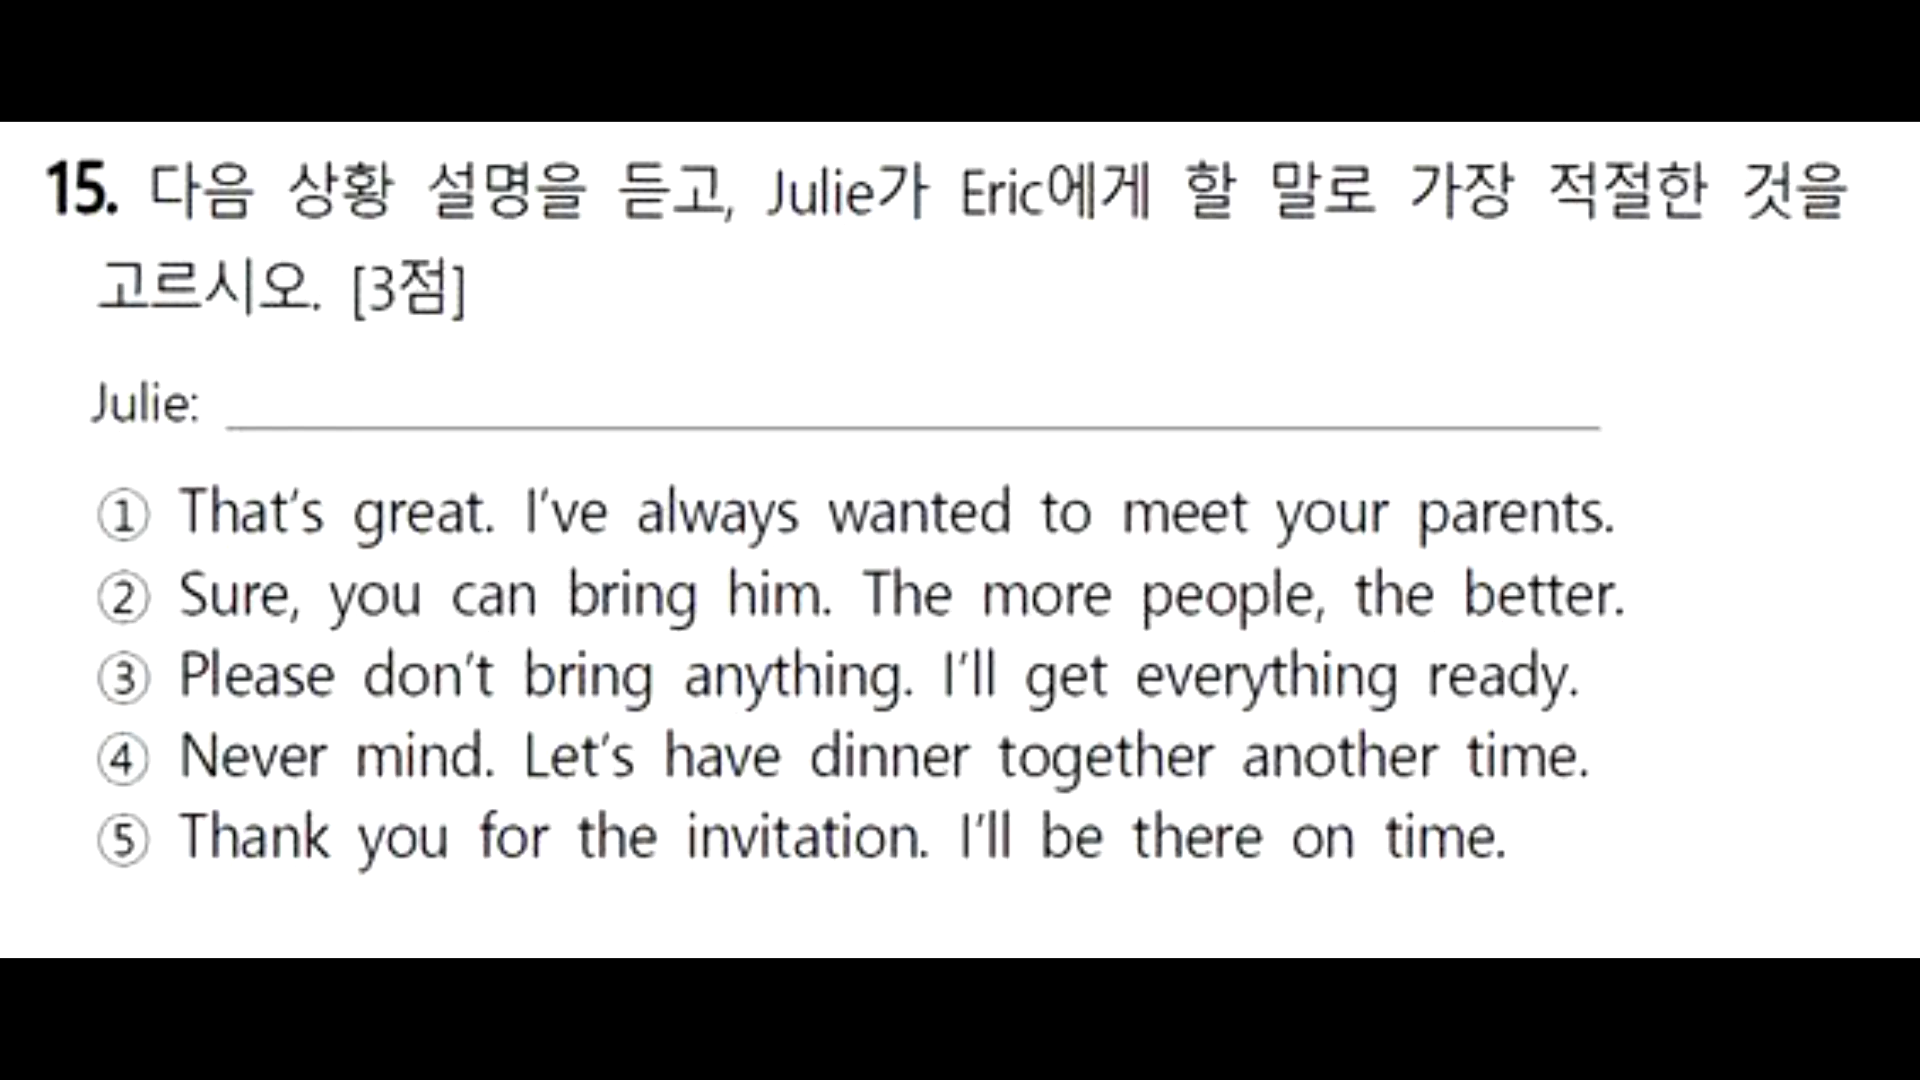 15. 다음 상황 설명을 듣고, Julie가 Eric에게 할 말로 가장 적절한 것을
고르시오. [3점]
Julie:
① That's great. I've always wanted to meet your parents.
② Sure, you can bring him. The more people, the better.
③ Please don't bring anything. I'll get everything ready.
④ Never mind. Let's have dinner together another time.
⑤ Thank you for the invitation. I'll be there on time.